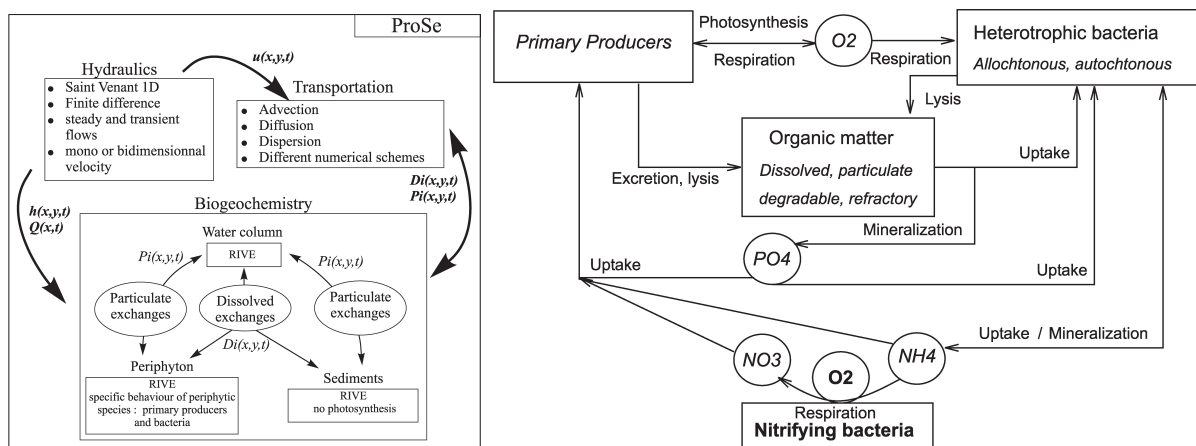 ProSe
u(x,y,t)
Hydraulics
Saint Venant 1D
Finite difference
steady and transient
flows
mono or bidimensionnal
velocity
Transportation
Advection
Diffusion
Dispersion
Different numerical schemes
h(x,y,t)
Q(x,t)
Di(x,y,t)
Pi(x,y,t)
Biogeochemistry
Water column
RIVE
Pi(x,y,t)
Pi(x,y,t)
Particulate
exchanges
Dissolved
exchanges
Particulate
exchanges
Di(x,y,t)
Periphyton
RIVE
specific behaviour of periphytic
species : primary producers
and bacteria
Sediments
RIVE
no photosynthesis
Primary Producers
Photosynthesis
Respiration
O2
Respiration
Heterotrophic bacteria
Allochtonous, autochtonous
Lysis
Organic matter
Dissolved, particulate
degradable, refractory
Excretion, lysis
Uptake
Mineralization
PO4
Uptake
Uptake
Uptake / Mineralization
NO3
O2
NH4
Respiration
Nitrifying bacteria